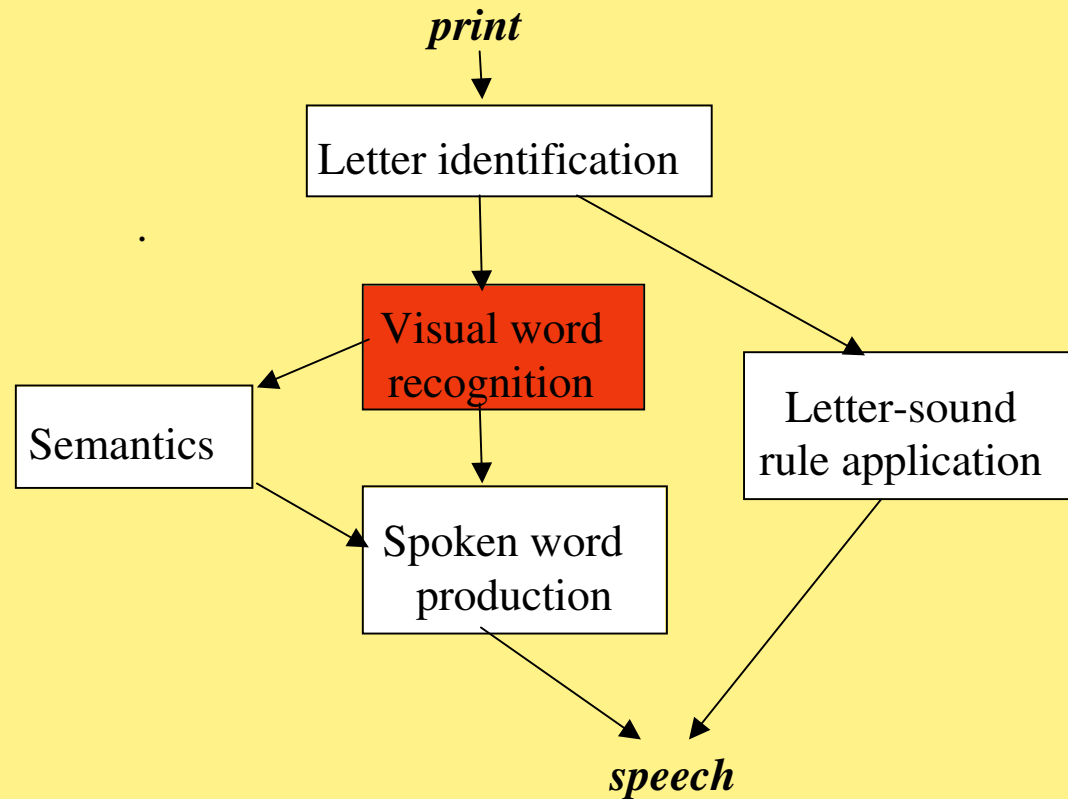 print
Letter identification
.
Visual word
recognition
Semantics
Letter-sound
rule application
Spoken word
production
speech